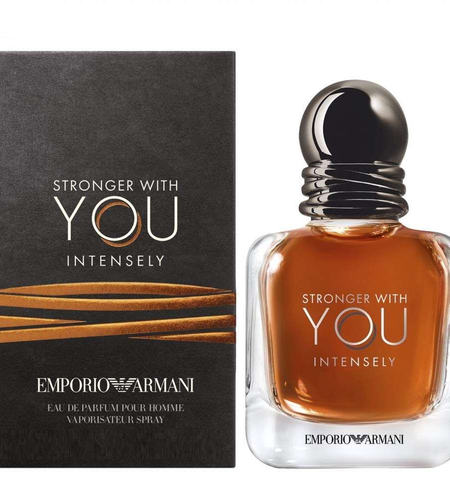 STRONGER WITH
YOU
INTENSELY
EMPORIO ARMANI
EAU DE PARFUM POUR HOMME
VAPORISATEUR SPRAY
STRONGER WITH
YOU
INTENSELY
EMPORIO ARMANI